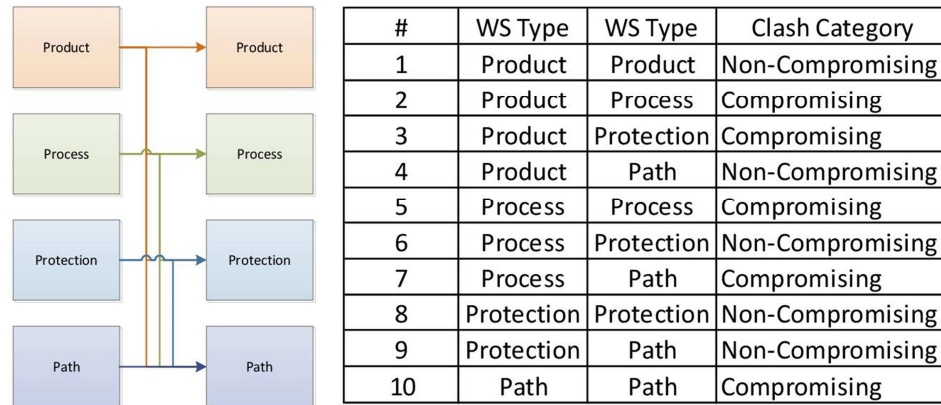 Product Product
Process Process
Protection Protection
Path Path
# WS Type WS Type Clash Category
1 Product Product Non-Compromising
2 Product Process Compromising
3 Product Protection Compromising
4 Product Path Non-Compromising
5 Process Process Compromising
6 Process Protection Non-Compromising
7 Process Path Compromising
8 Protection Protection Non-Compromising
9 Protection Path Non-Compromising
10 Path Path Compromising